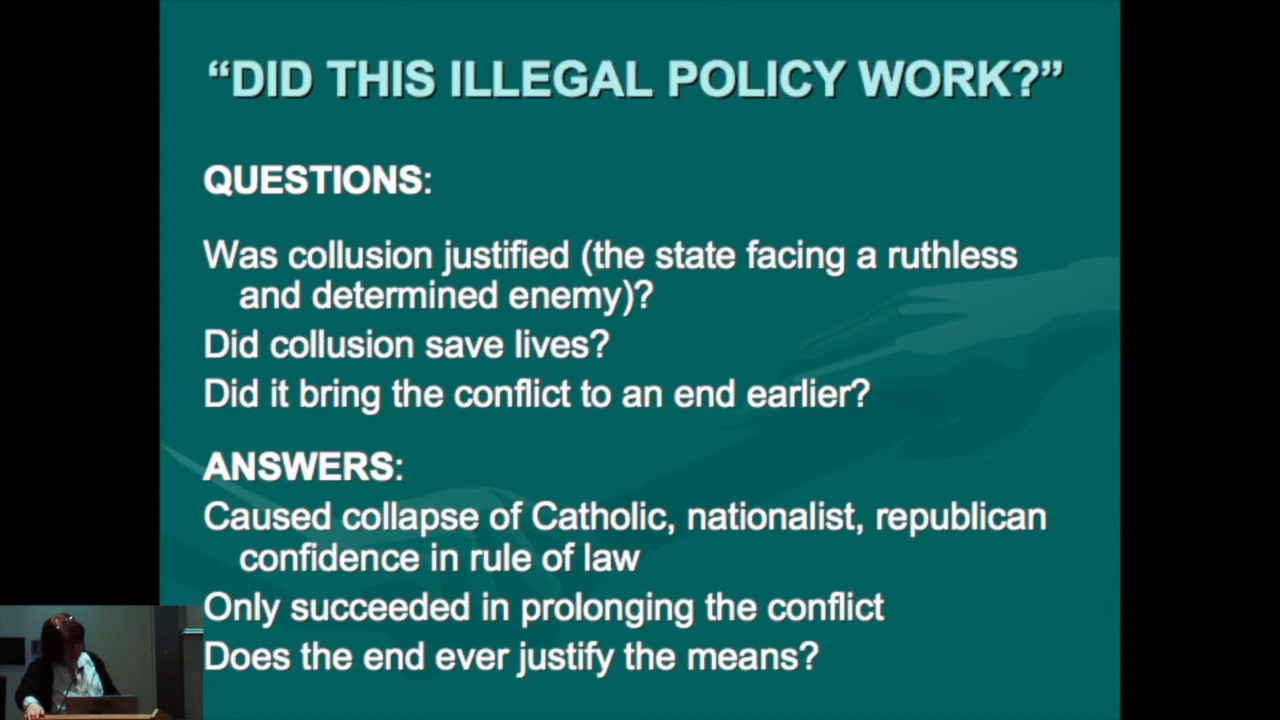 “DID THIS ILLEGAL POLICY WORK?”
QUESTIONS:
Was collusion justified (the state facing a ruthless
and determined enemy)?
Did collusion save lives?
Did it bring the conflict to an end earlier?
ANSWERS:
Caused collapse of Catholic, nationalist, republican
confidence in rule of law
Only succeeded in prolonging the conflict
Does the end ever justify the means?